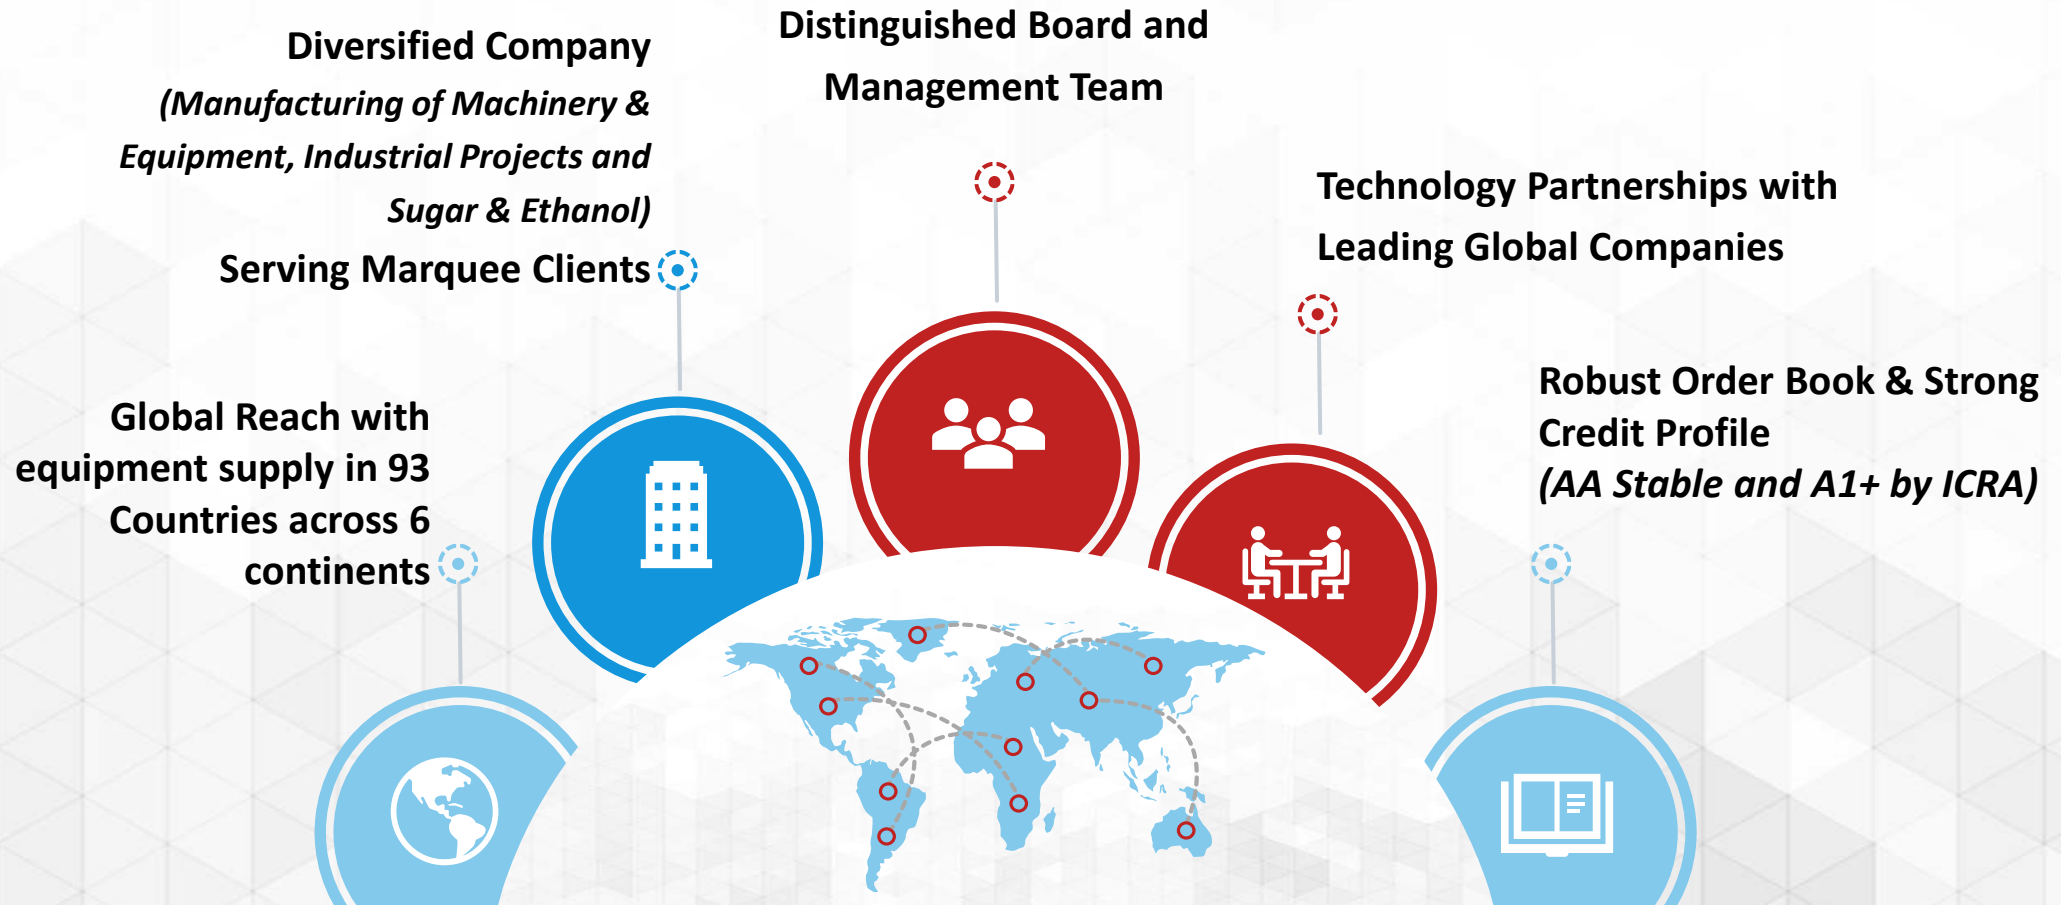 Distinguished Board and
Management Team
Diversified Company
(Manufacturing of Machinery &
Equipment, Industrial Projects and
Sugar & Ethanol)
Serving Marquee Clients
Technology Partnerships with
Leading Global Companies
Global Reach with
equipment supply in 93
Countries across 6
continents
Robust Order Book & Strong
Credit Profile
(AA Stable and A1+ by ICRA)